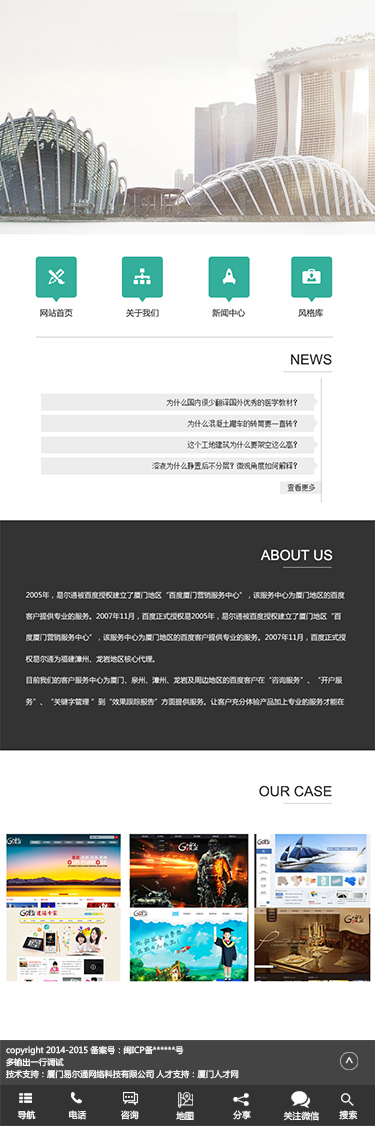 网站首页 关于我们 新闻中心 风格库
NEWS
为什么国内很少翻译国外优秀的医学教材?
为什么混凝土罐车的转筒要一直转?
这个工地建筑为什么要架空这么高?
溶液为什么静置后不分层? 微观角度如何解释?
查看更多
ABOUT US
2005年，易尔通被百度授权建立了厦门地区“百度厦门营销服务中心”，该服务中心为厦门地区的百度
客户提供专业的服务。2007年11月，百度正式授权易2005年，易尔通被百度授权建立了厦门地区“百
度厦门营销服务中心”，该服务中心为厦门地区的百度客户提供专业的服务。2007年11月，百度正式授
权易尔通为福建漳州、龙岩地区核心代理。
目前我们的客户服务中心为厦门、泉州、漳州、龙岩及周边地区的百度客户在“咨询服务”、“开户服
务”、“关键字管理 ”到“效果跟踪报告”方面提供服务。让客户充分体验产品加上专业的服务才能在
OUR CASE
copyright 2014-2015 备案号：闽ICP备******号
多输出一行调试
技术支持：厦门易尔通网络科技有限公司 人才支持：厦门人才网
导航 电话 咨询 地图 分享 关注微信 搜索